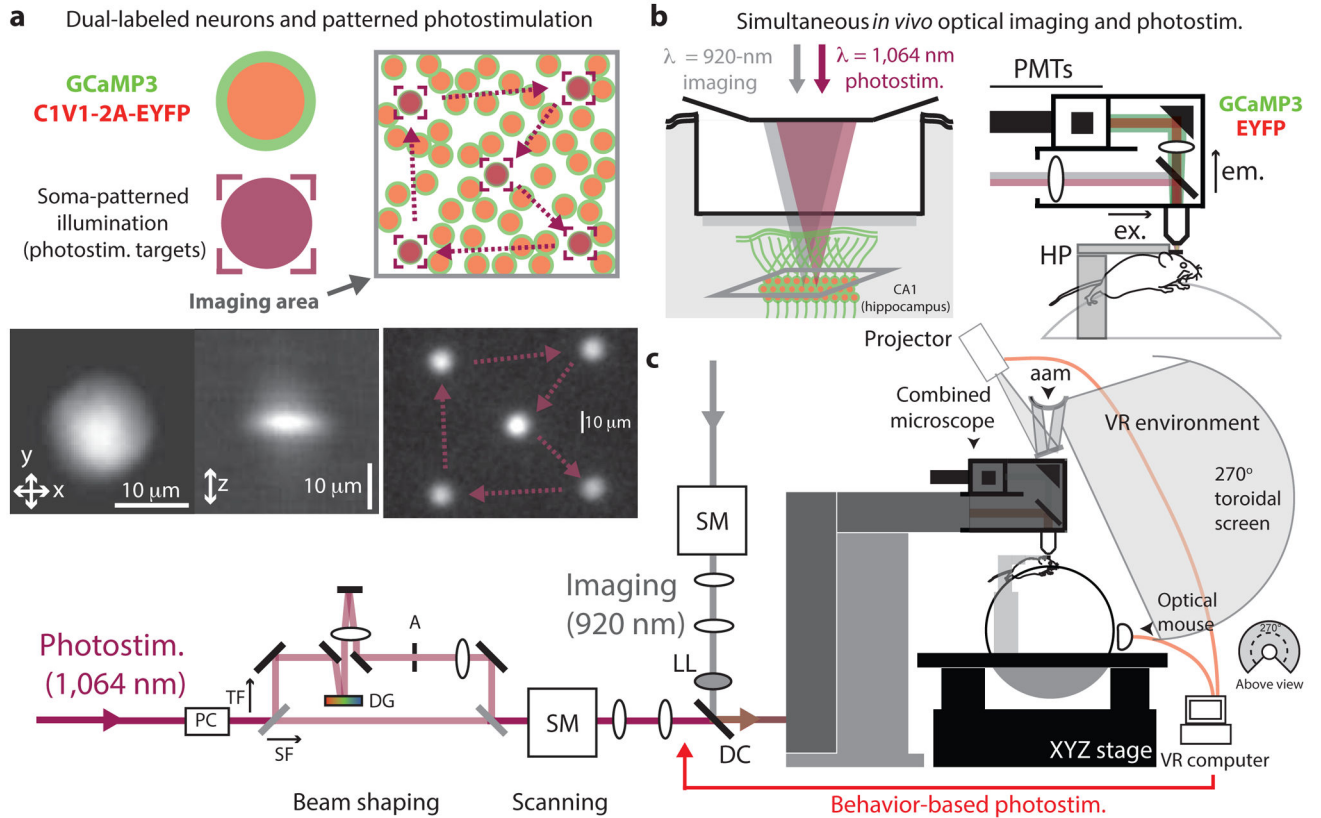 a
Dual-labeled neurons and patterned photostimulation
GCaMP3
C1V1-2A-EYFP
Soma-patterned
illumination
(photostim. targets)
Imaging area
y
x
10 μm
z
10 μm
10 μm
b
Simultaneous in vivo optical imaging and photostim.
λ = 920-nm
imaging
λ = 1,064 nm
photostim.
CA1
(hippocampus)
PMTs
GCaMP3
EYFP
em.
ex.
HP
c
Projector
aam
Combined
microscope
VR environment
270°
toroidal
screen
SM
Imaging
(920 nm)
LL
DC
Optical
mouse
270°
Above view
XYZ stage
VR computer
Photostim.
(1,064 nm)
PC
TF
SF
DG
A
SM
Beam shaping
Scanning
Behavior-based photostim.